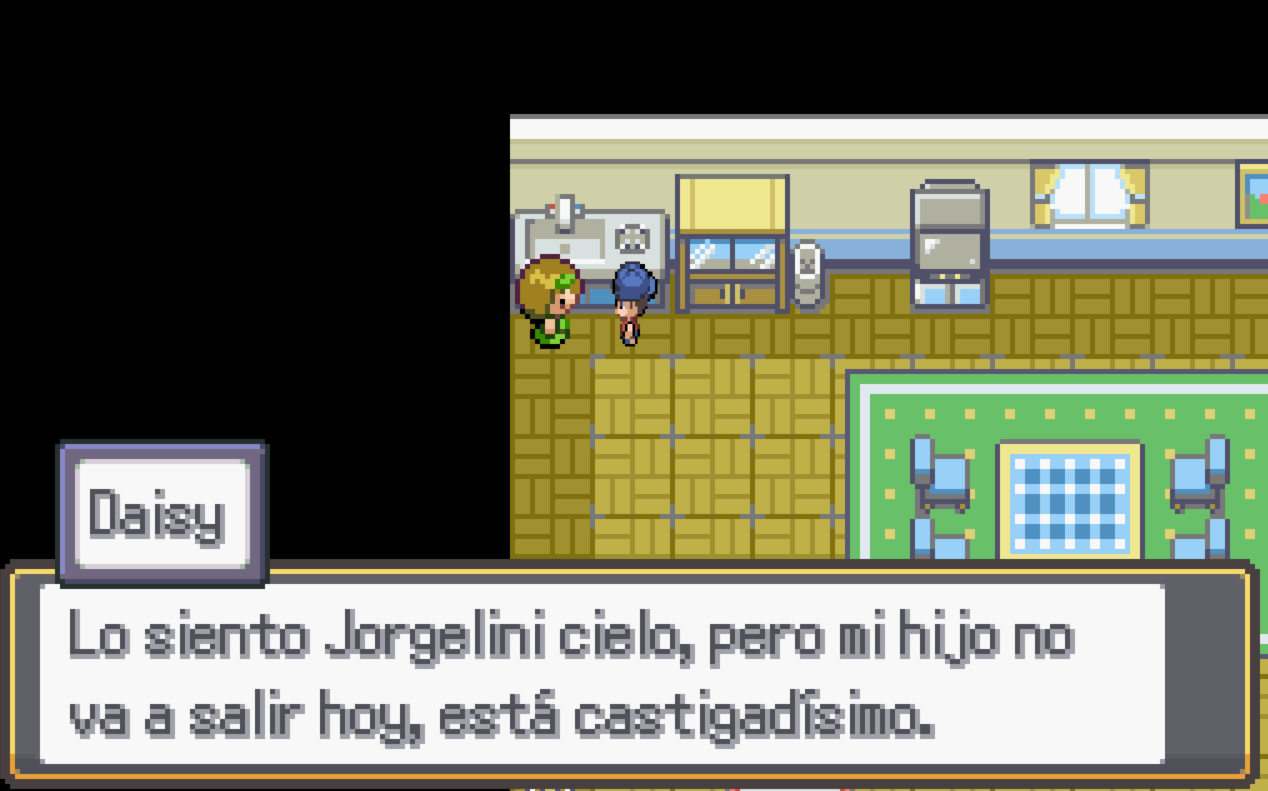 Daisy
Lo siento Jorgelini cielo, pero mi hijo no
va a salir hoy, está castigadísimo.